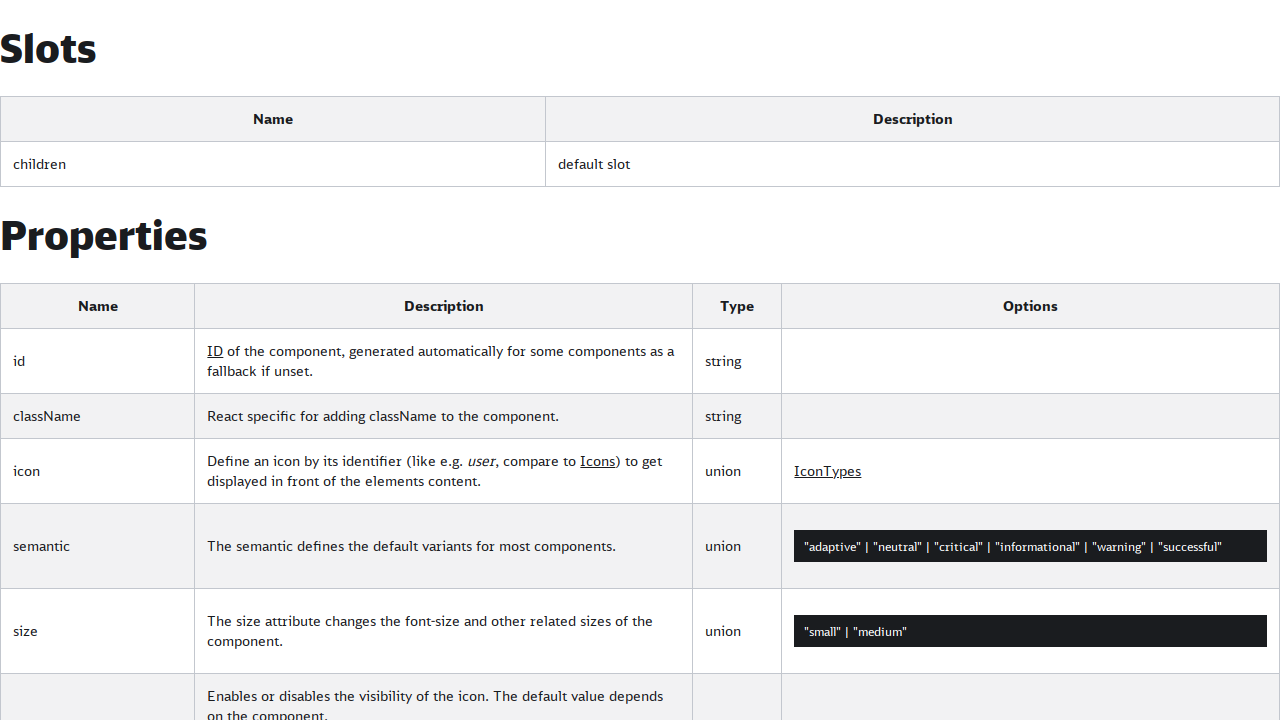 Slots
Name Description
children default slot
Properties
Name Description Type Options
id ID of the component, generated automatically for some components as a fallback if unset. string
className React specific for adding className to the component. string
icon Define an icon by its identifier (like e.g. user, compare to Icons) to get displayed in front of the elements content. union IconTypes
semantic The semantic defines the default variants for most components. union "adaptive" | "neutral" | "critical" | "informational" | "warning" | "successful"
size The size attribute changes the font-size and other related sizes of the component. union "small" | "medium"
Enables or disables the visibility of the icon. The default value depends
on the component.